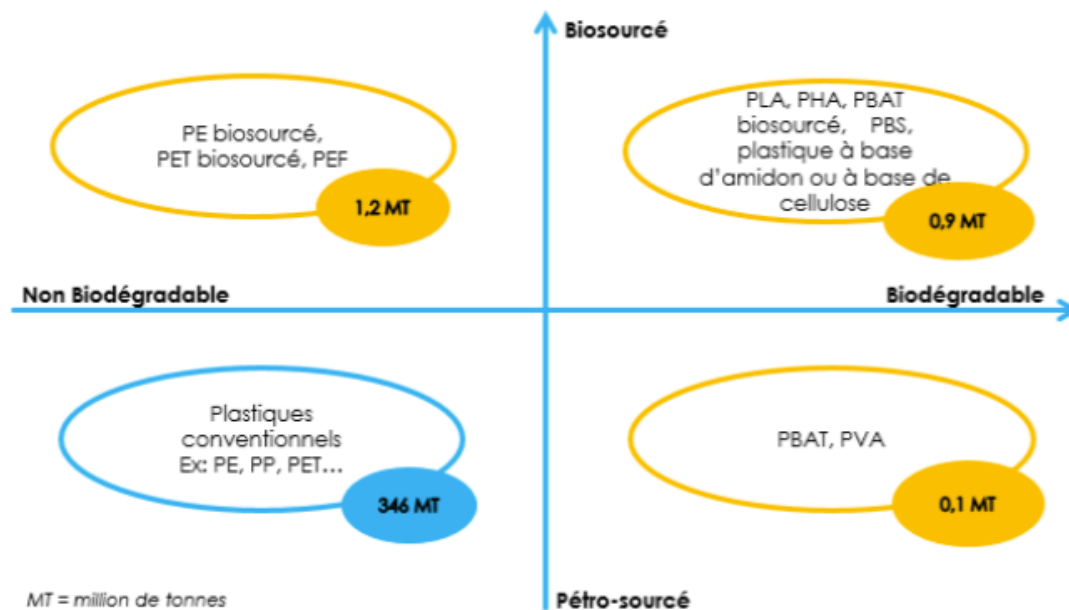 Biosourcé
PE biosourcé,
PET biosourcé, PEF
1,2 MT
PLA, PHA, PBAT
biosourcé, PBS,
plastique à base
d'amidon ou à base de
cellulose
0,9 MT
Non Biodégradable
Biodégradable
Plastiques
conventionnels
Ex: PE, PP, PET...
346 MT
PBAT, PVA
0,1 MT
MT = million de tonnes
Pétro-sourcé